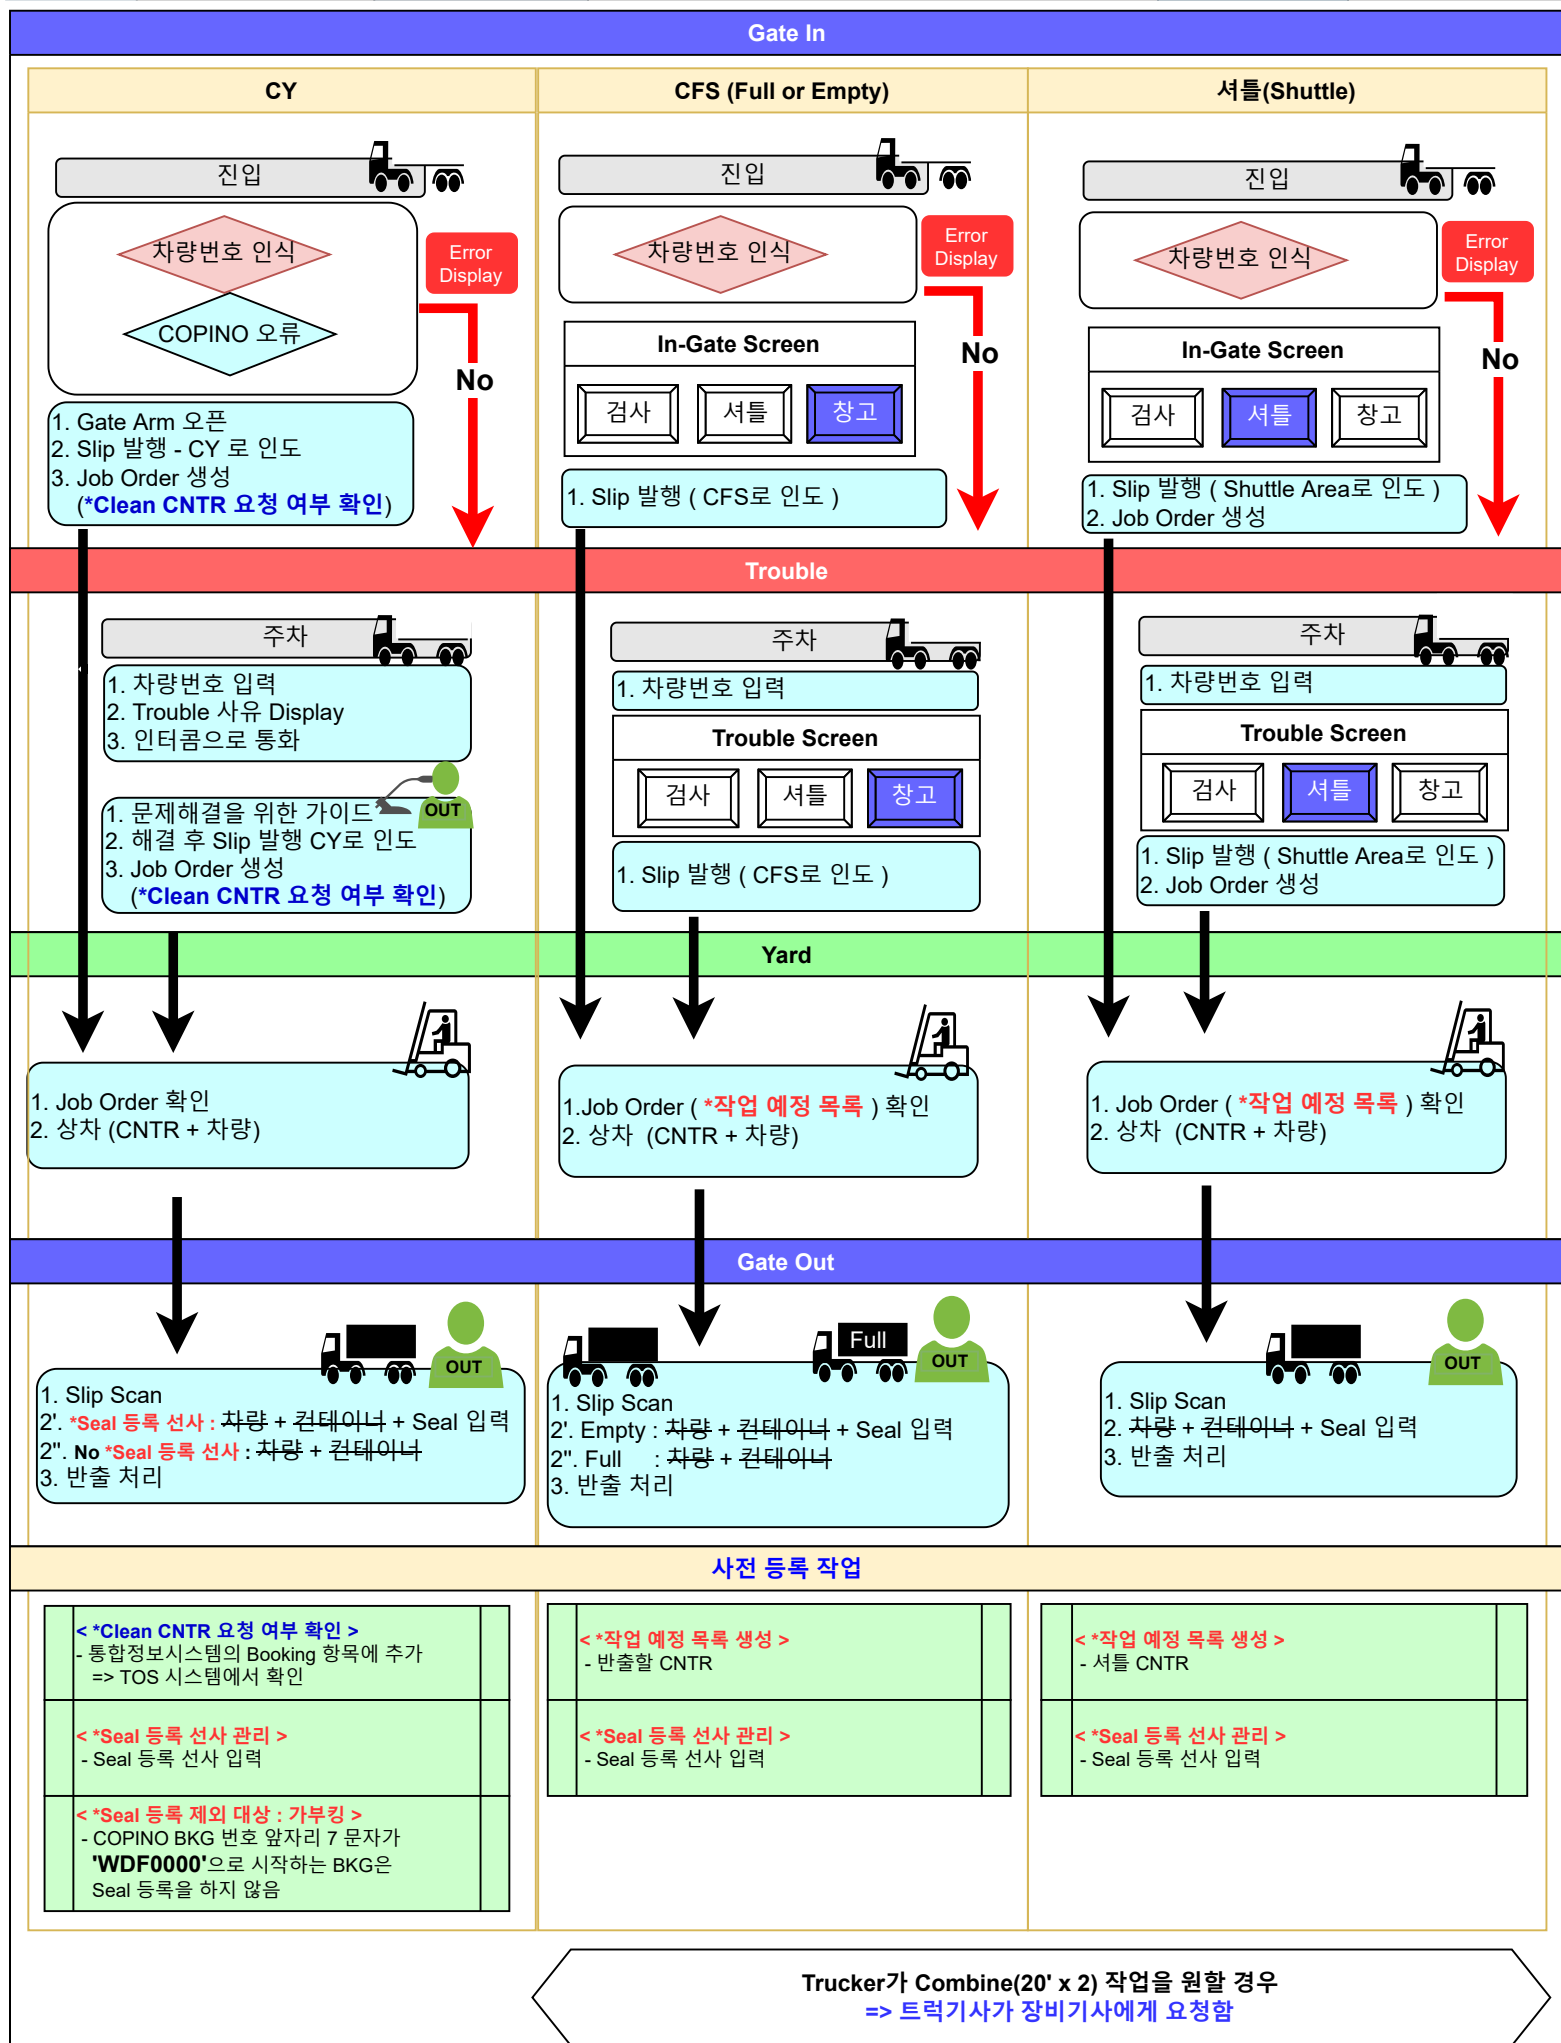 Gate In
CY
CFS (Full or Empty)
셔틀(Shuttle)
진입
차량번호 인식
COPINO 오류
Error
Display
No
1. Gate Arm 오픈
2. Slip 발행 - CY 로 인도
3. Job Order 생성
(*Clean CNTR 요청 여부 확인)
진입
차량번호 인식
Error
Display
No
In-Gate Screen
검사
셔틀
창고
1. Slip 발행 ( CFS로 인도 )
진입
차량번호 인식
Error
Display
No
In-Gate Screen
검사
셔틀
창고
1. Slip 발행 ( Shuttle Area로 인도 )
2. Job Order 생성
Trouble
주차
1. 차량번호 입력
2. Trouble 사유 Display
3. 인터콤으로 통화
OUT
1. 문제해결을 위한 가이드
2. 해결 후 Slip 발행 CY로 인도
3. Job Order 생성
(*Clean CNTR 요청 여부 확인)
주차
1. 차량번호 입력
Trouble Screen
검사
셔틀
창고
1. Slip 발행 ( CFS로 인도 )
주차
1. 차량번호 입력
Trouble Screen
검사
셔틀
창고
1. Slip 발행 ( Shuttle Area로 인도 )
2. Job Order 생성
Yard
1. Job Order 확인
2. 상차 (CNTR + 차량)
1.Job Order ( *작업 예정 목록 ) 확인
2. 상차 (CNTR + 차량)
1. Job Order ( *작업 예정 목록 ) 확인
2. 상차 (CNTR + 차량)
Gate Out
OUT
1. Slip Scan
2'. *Seal 등록 선사 : 차량 + 컨테이너 + Seal 입력
2". No *Seal 등록 선사 : 차량 + 컨테이너
3. 반출 처리
Full
OUT
1. Slip Scan
2'. Empty : 차량 + 컨테이너 + Seal 입력
2". Full : 차량 + 컨테이너
3. 반출 처리
OUT
1. Slip Scan
2. 차량 + 컨테이너 + Seal 입력
3. 반출 처리
사전 등록 작업
< *Clean CNTR 요청 여부 확인 >
- 통합정보시스템의 Booking 항목에 추가
=> TOS 시스템에서 확인
< *Seal 등록 선사 관리 >
- Seal 등록 선사 입력
< *Seal 등록 제외 대상 : 가부킹 >
- COPINO BKG 번호 앞자리 7 문자가
'WDF0000'으로 시작하는 BKG은
Seal 등록을 하지 않음
< *작업 예정 목록 생성 >
- 반출할 CNTR
< *Seal 등록 선사 관리 >
- Seal 등록 선사 입력
< *작업 예정 목록 생성 >
- 셔틀 CNTR
< *Seal 등록 선사 관리 >
- Seal 등록 선사 입력
Trucker가 Combine(20' x 2) 작업을 원할 경우
=> 트럭기사가 장비기사에게 요청함